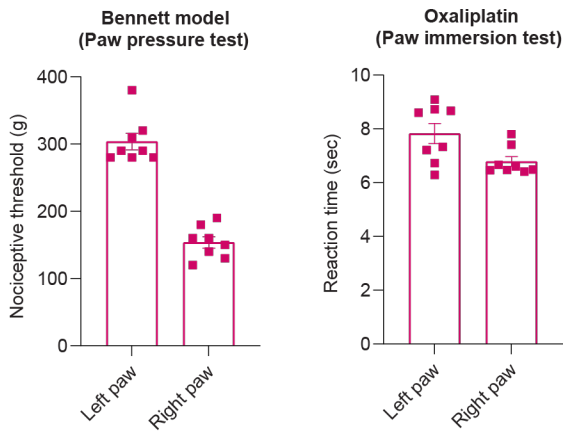 Bennett model
(Paw pressure test)
Nociceptive threshold (g)
400
300
200
100
0
Left paw
Right paw
Oxaliplatin
(Paw immersion test)
Reaction time (sec)
10
8
6
4
2
0
Left paw
Right paw